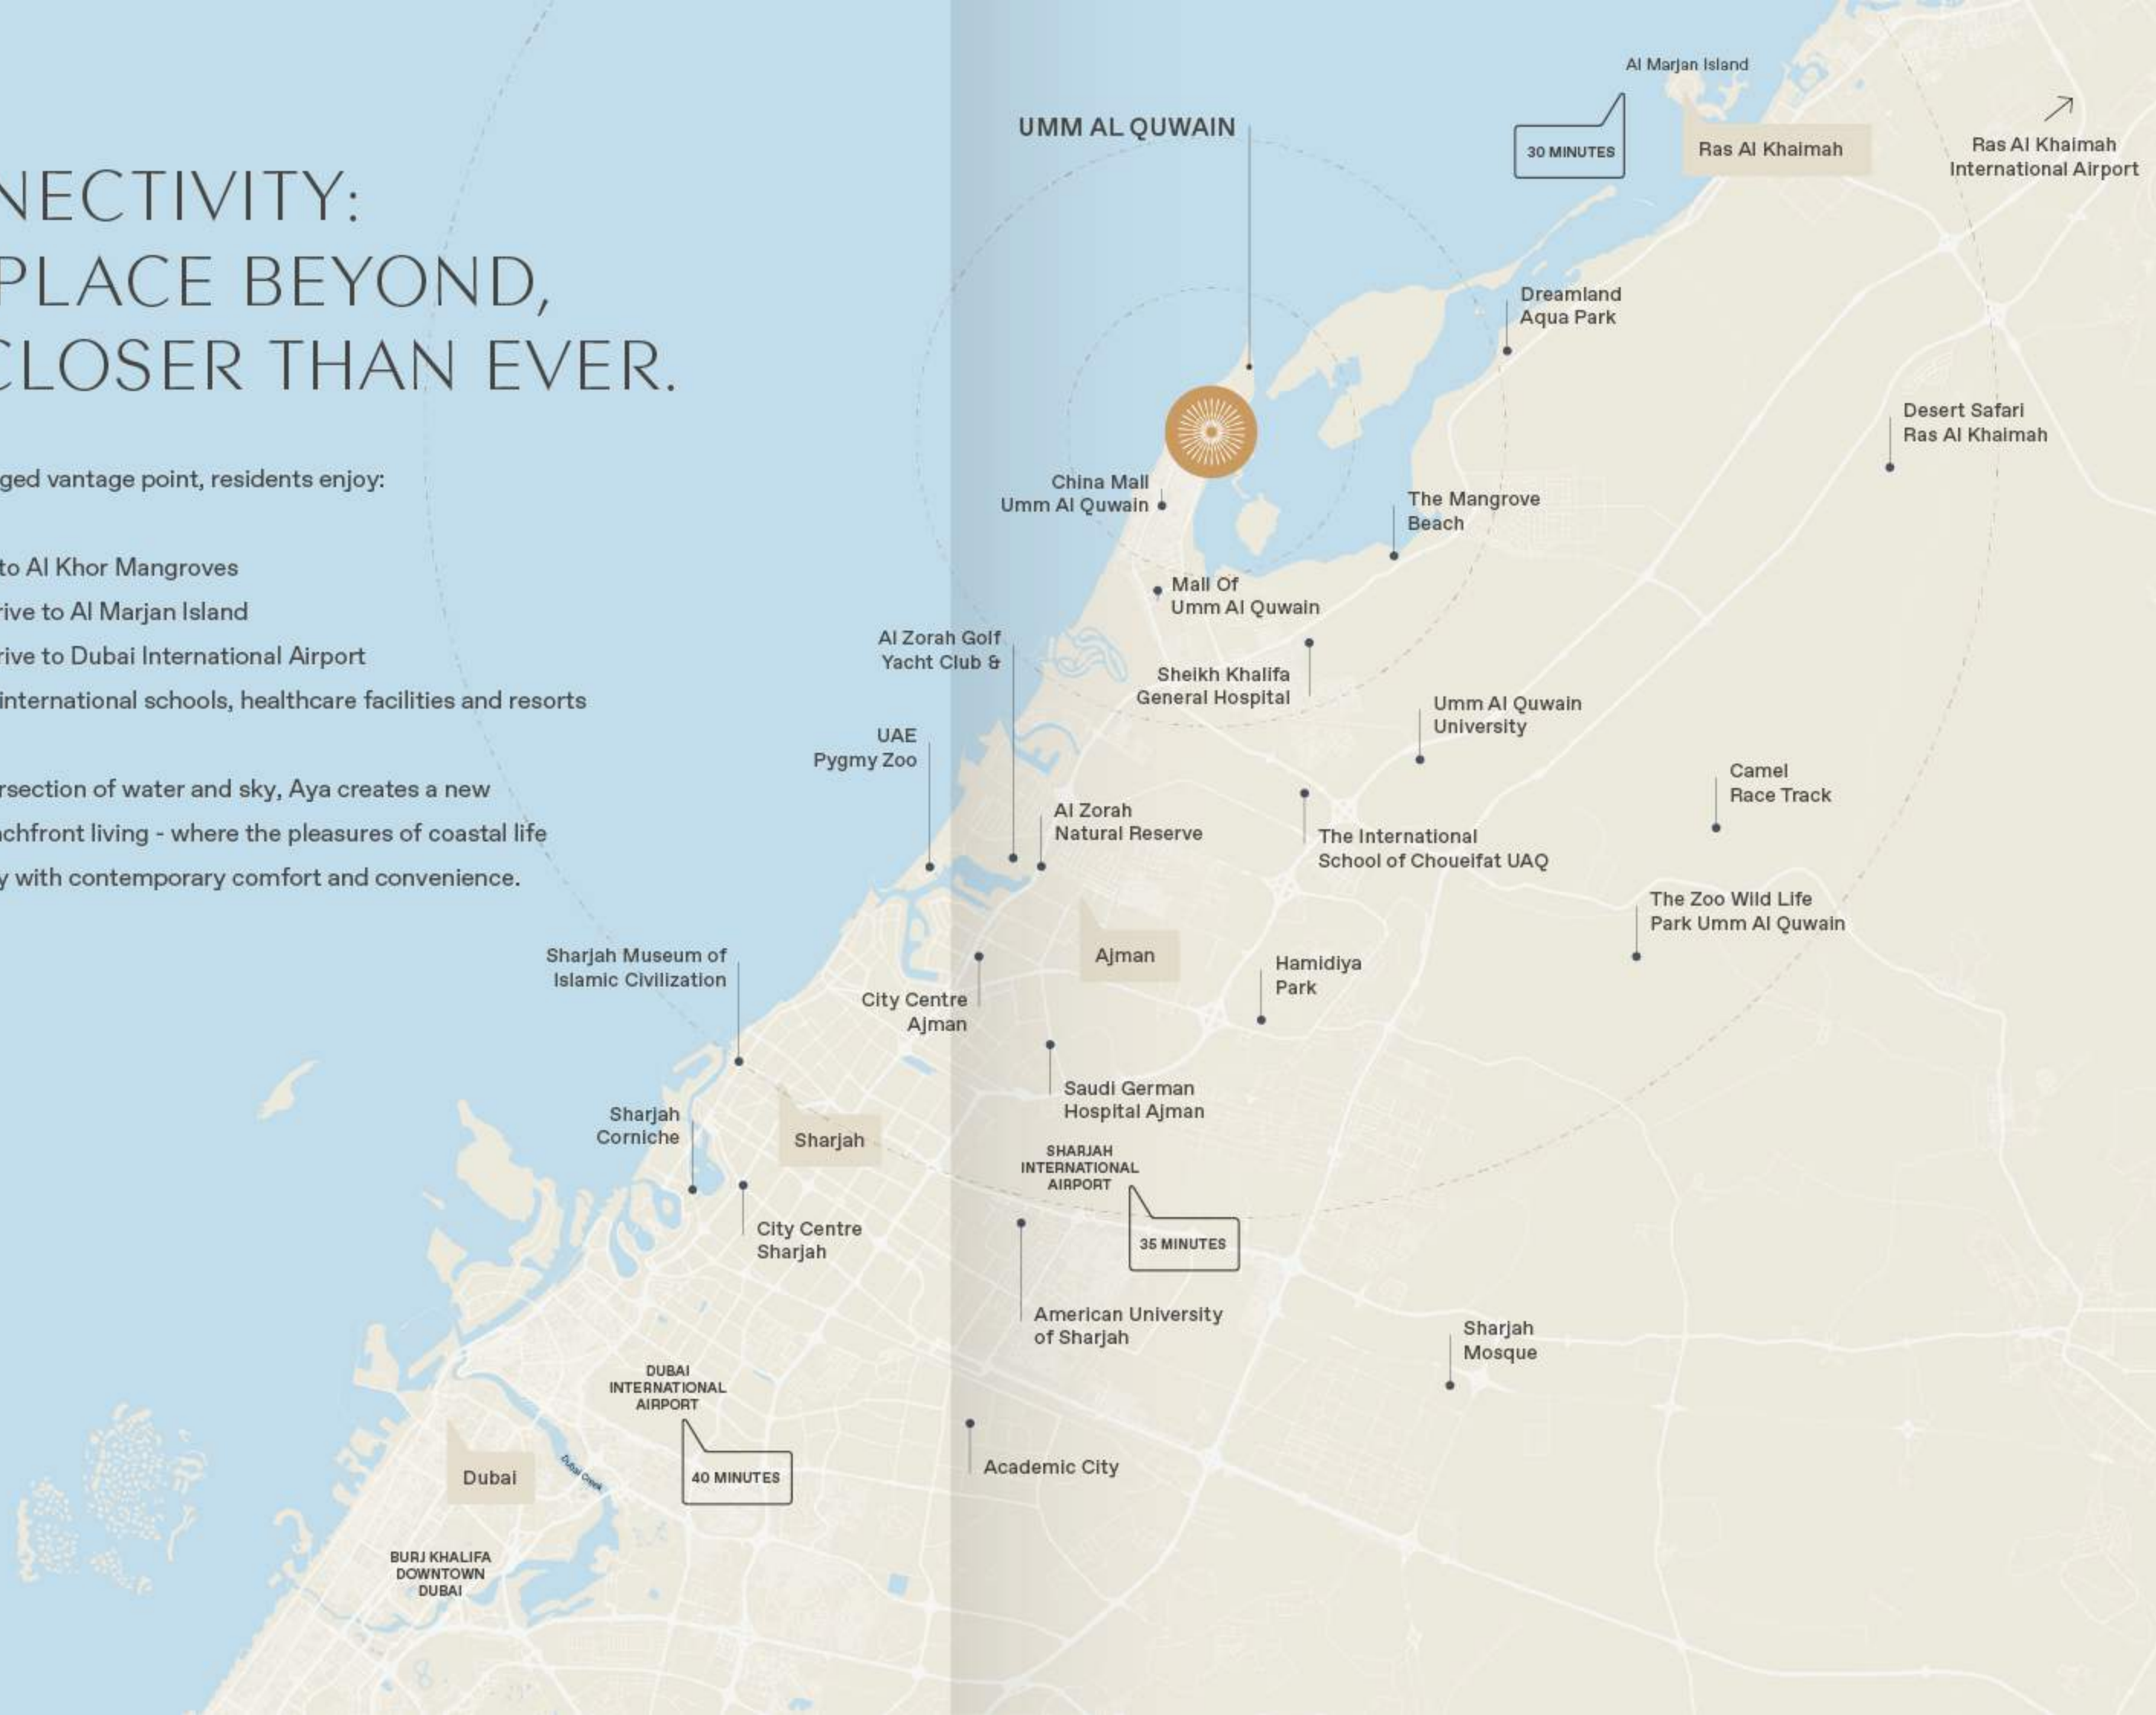 NECTIVITY:
PLACE BEYOND,
CLOSER THAN EVER.
ged vantage point, residents enjoy:
to Al Khor Mangroves
rive to Al Marjan Island
rive to Dubai International Airport
international schools, healthcare facilities and resorts
rsection of water and sky, Aya creates a new
achfront living - where the pleasures of coastal life
y with contemporary comfort and convenience.
UMM AL QUWAIN
Al Marjan Island
30 MINUTES
Ras Al Khaimah
Ras Al Khaimah
International Airport
Dreamland
Aqua Park
Desert Safari
Ras Al Khaimah
China Mall
Umm Al Quwain
The Mangrove
Beach
Mall Of
Umm Al Quwain
Al Zorah Golf
Yacht Club &
Sheikh Khalifa
General Hospital
Umm Al Quwain
University
UAE
Pygmy Zoo
Camel
Race Track
Al Zorah
Natural Reserve
The International
School of Choueifat UAQ
The Zoo Wild Life
Park Umm Al Quwain
Sharjah Museum of
Islamic Civilization
Ajman
Hamidiya
Park
City Centre
Ajman
Saudi German
Hospital Ajman
Sharjah
Corniche
Sharjah
SHARJAH
INTERNATIONAL
AIRPORT
35 MINUTES
City Centre
Sharjah
American University
of Sharjah
Sharjah
Mosque
DUBAI
INTERNATIONAL
AIRPORT
40 MINUTES
Academic City
Dubai
Dubai Creek
BURJ KHALIFA
DOWNTOWN
DUBAI